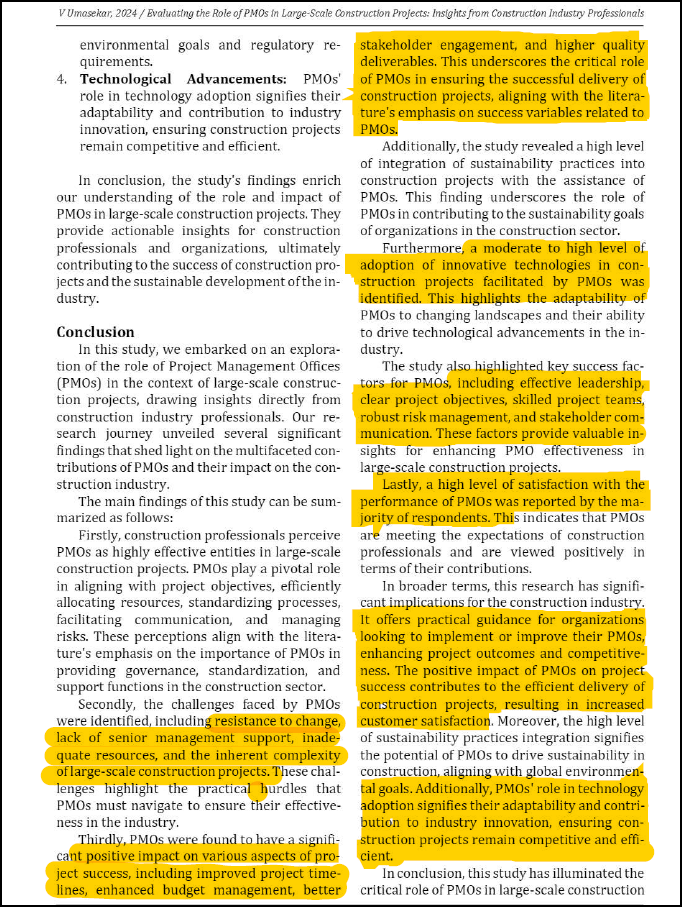 V Umasekar, 2024 / Evaluating the Role of PMOs in Large-Scale Construction Projects: Insights from Construction Industry Professionals
environmental goals and regulatory re-
quirements.
4. Technological Advancements: PMOs'
role in technology adoption signifies their
adaptability and contribution to industry
innovation, ensuring construction projects
remain competitive and efficient.
In conclusion, the study's findings enrich
our understanding of the role and impact of
PMOs in large-scale construction projects. They
provide actionable insights for construction
professionals and organizations, ultimately
contributing to the success of construction pro-
jects and the sustainable development of the in-
dustry.
Conclusion
In this study, we embarked on an explora-
tion of the role of Project Management Offices
(PMOs) in the context of large-scale construc-
tion projects, drawing insights directly from
construction industry professionals. Our re-
search journey unveiled several significant
findings that shed light on the multifaceted con-
tributions of PMOs and their impact on the con-
struction industry.
The main findings of this study can be sum-
marized as follows:
Firstly, construction professionals perceive
PMOs as highly effective entities in large-scale
construction projects. PMOs play a pivotal role
in aligning with project objectives, efficiently
allocating resources, standardizing processes,
facilitating communication, and managing
risks. These perceptions align with the litera-
ture's emphasis on the importance of PMOs in
providing governance, standardization, and
support functions in the construction sector.
Secondly, the challenges faced by PMOs
were identified, including resistance to change,
lack of senior management support, inade-
quate resources, and the inherent complexity
of large-scale construction projects. These chal-
lenges highlight the practical hurdles that
PMOs must navigate to ensure their effective-
ness in the industry.
Thirdly, PMOs were found to have a signifi-
cant positive impact on various aspects of pro-
ject success, including improved project time-
lines, enhanced budget management, better
stakeholder engagement, and higher quality
deliverables. This underscores the critical role
of PMOs in ensuring the successful delivery of
construction projects, aligning with the litera-
ture's emphasis on success variables related to
PMOs.
Additionally, the study revealed a high level
of integration of sustainability practices into
construction projects with the assistance of
PMOs. This finding underscores the role of
PMOs in contributing to the sustainability goals
of organizations in the construction sector.
Furthermore, a moderate to high level of
adoption of innovative technologies in con-
struction projects facilitated by PMOs was
identified. This highlights the adaptability of
PMOs to changing landscapes and their ability
to drive technological advancements in the in-
dustry.
The study also highlighted key success fac-
tors for PMOs, including effective leadership,
clear project objectives, skilled project teams,
robust risk management, and stakeholder com-
munication. These factors provide valuable in-
sights for enhancing PMO effectiveness in
large-scale construction projects.
Lastly, a high level of satisfaction with the
performance of PMOs was reported by the ma-
jority of respondents. This indicates that PMOs
are meeting the expectations of construction
professionals and are viewed positively in
terms of their contributions.
In broader terms, this research has signifi-
cant implications for the construction industry.
It offers practical guidance for organizations
looking to implement or improve their PMOs,
enhancing project outcomes and competitive-
ness. The positive impact of PMOs on project
success contributes to the efficient delivery of
construction projects, resulting in increased
customer satisfaction. Moreover, the high level
of sustainability practices integration signifies
the potential of PMOs to drive sustainability in
construction, aligning with global environmen-
tal goals. Additionally, PMOs' role in technology
adoption signifies their adaptability and contri-
bution to industry innovation, ensuring con-
struction projects remain competitive and effi-
cient.
In conclusion, this study has illuminated the
critical role of PMOs in large-scale construction